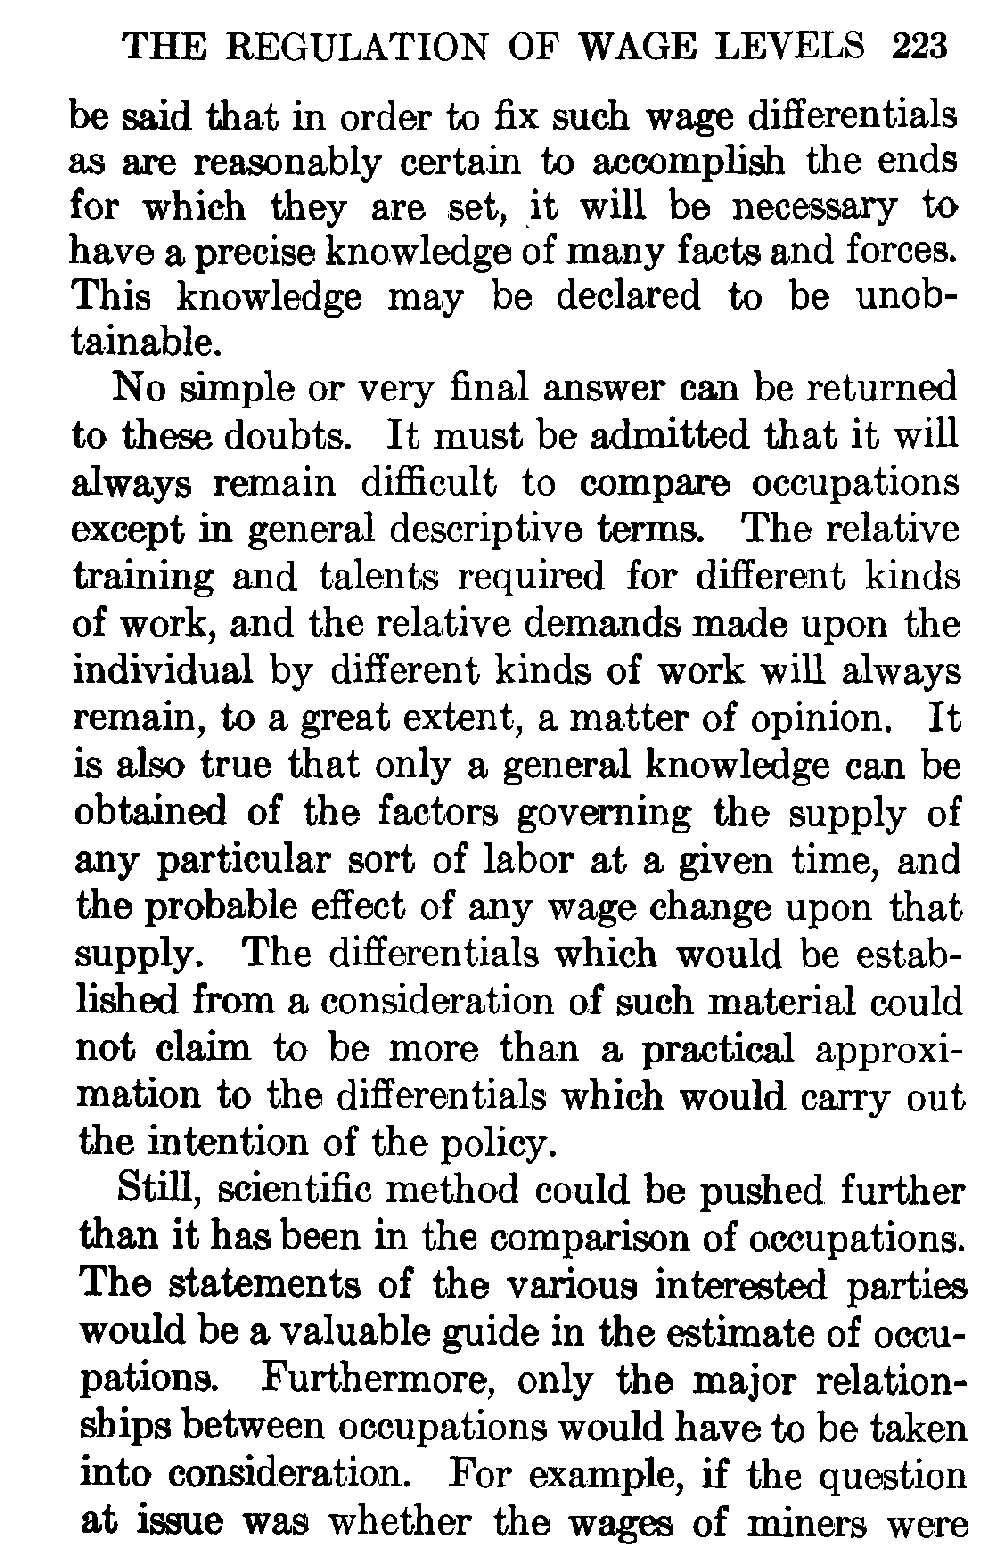 THE REGULATION OF WAGE LEVELS 223
be said that in order to fix such wage differentials
as are reasonably certain to accomplish the ends
for which they are set, it will be necessary to
have a precise knowledge of many facts and forces.
This knowledge may be declared to be unob-
tainable.
No simple or very final answer can be returned
to these doubts. It must be admitted that it will
always remain difficult to compare occupations
except in general descriptive terms. The relative
training and talents required for different kinds
of work, and the relative demands made upon the
individual by different kinds of work will always
remain, to a great extent, a matter of opinion. It
is also true that only a general knowledge can be
obtained of the factors governing the supply of
any particular sort of labor at a given time, and
the probable effect of any wage change upon that
supply. The differentials which would be estab-
lished from a consideration of such material could
not claim to be more than a practical approxi-
mation to the differentials which would carry out
the intention of the policy.
Still, scientific method could be pushed further
than it has been in the comparison of occupations.
The statements of the various interested parties
would be a valuable guide in the estimate of occu-
pations. Furthermore, only the major relation-
ships between occupations would have to be taken
into consideration. For example, if the question
at issue was whether the wages of miners were